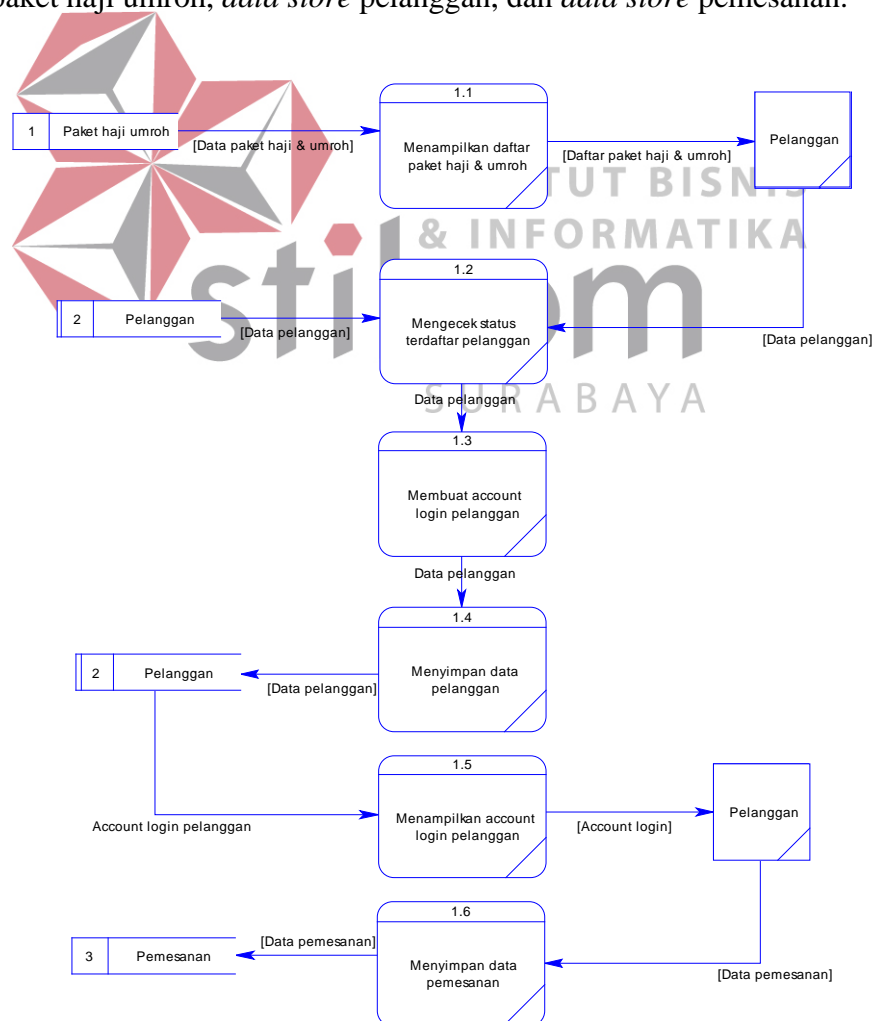 paket haji umroh, data store pelanggan, dan data store pemesanan.
1.1
1 Paket haji umroh
[Data paket haji & umroh]
Menampilkan daftar
paket haji & umroh
[Daftar paket haji & umroh]
Pelanggan
& INFORMATIKA
1.2
2 Pelanggan
[Data pelanggan]
Mengecek status
terdaftar pelanggan
[Data pelanggan]
SURABAYA
Data pelanggan
1.3
Membuat account
login pelanggan
Data pelanggan
1.4
2 Pelanggan
[Data pelanggan]
Menyimpan data
pelanggan
1.5
Account login pelanggan
Menampilkan account
login pelanggan
[Account login]
Pelanggan
1.6
3 Pemesanan
[Data pemesanan]
Menyimpan data
pemesanan
[Data pemesanan]